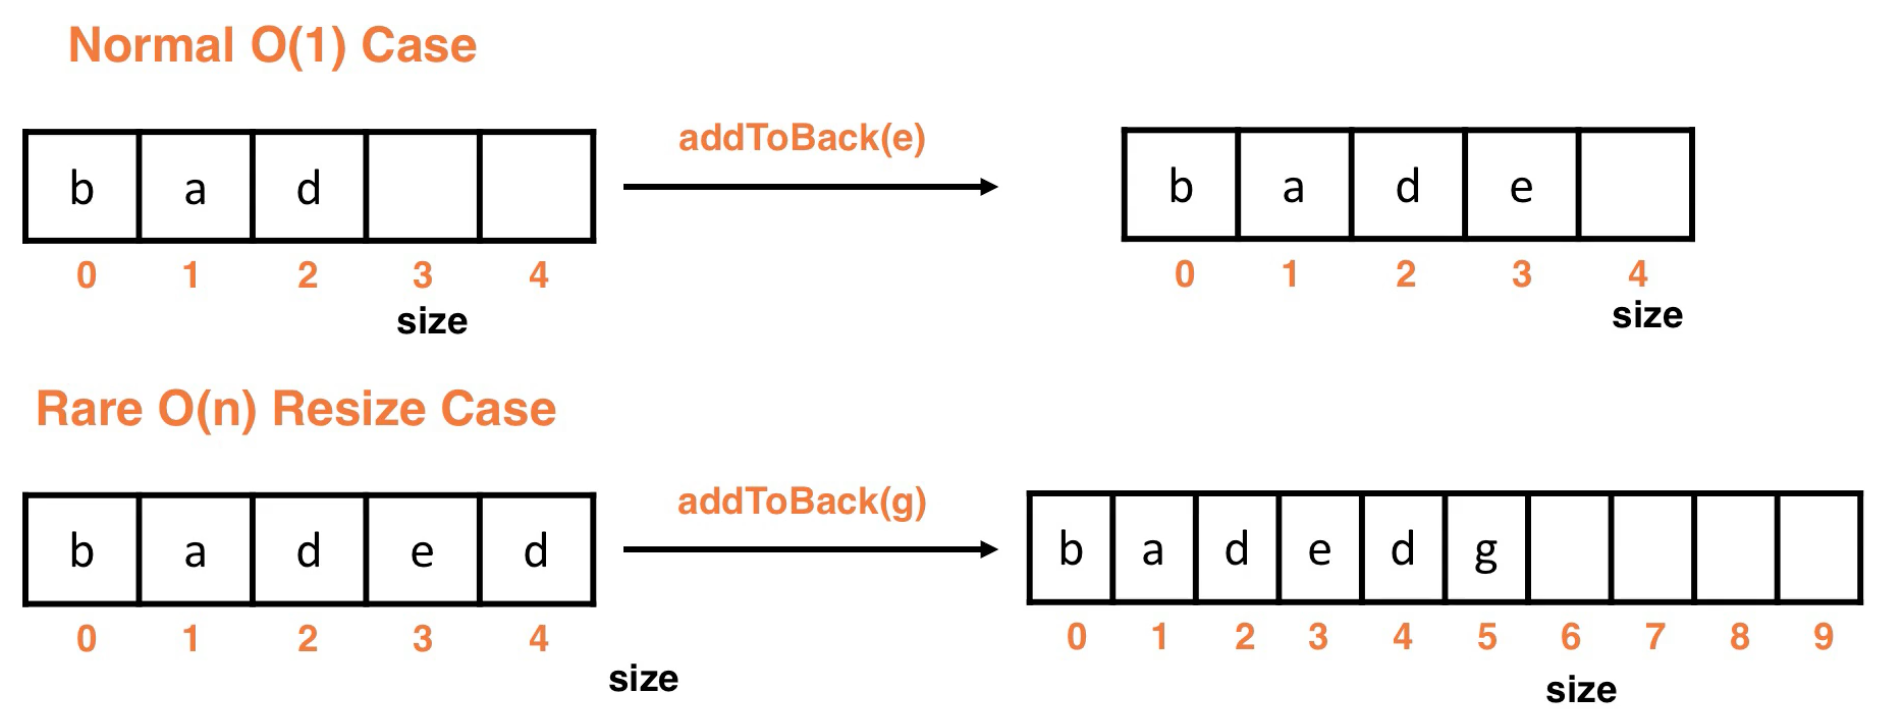 Normal O(1) Case
addToBack(e)
b a d
b a d e
0 1 2 3 4
0 1 2 3 4
size
size
Rare O(n) Resize Case
addToBack(g)
b a d e d
b a d e d g
0 1 2 3 4
0 1 2 3 4 5 6 7 8 9
size
size